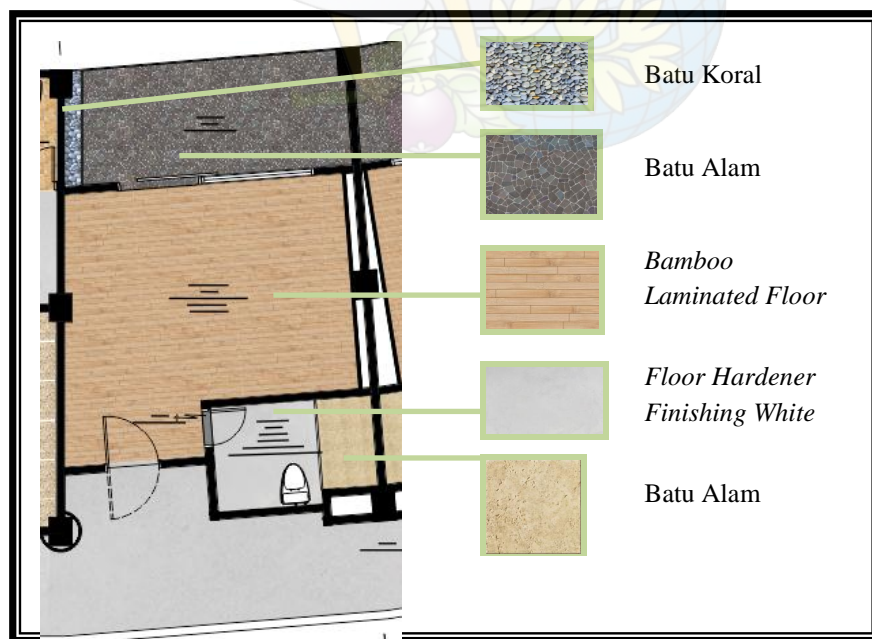 Batu Koral
Batu Alam
Bamboo
Laminated Floor
Floor Hardener
Finishing White
Batu Alam